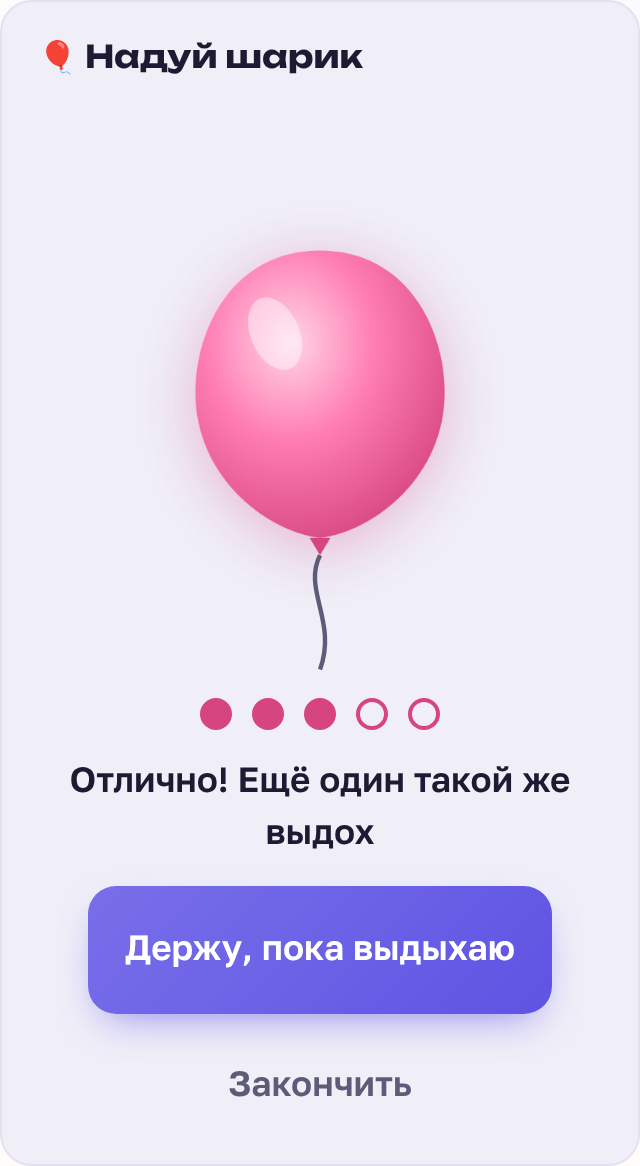 🎈 Надуй шарик
Отлично! Ещё один такой же
выдох
Держу, пока выдыхаю
Закончить